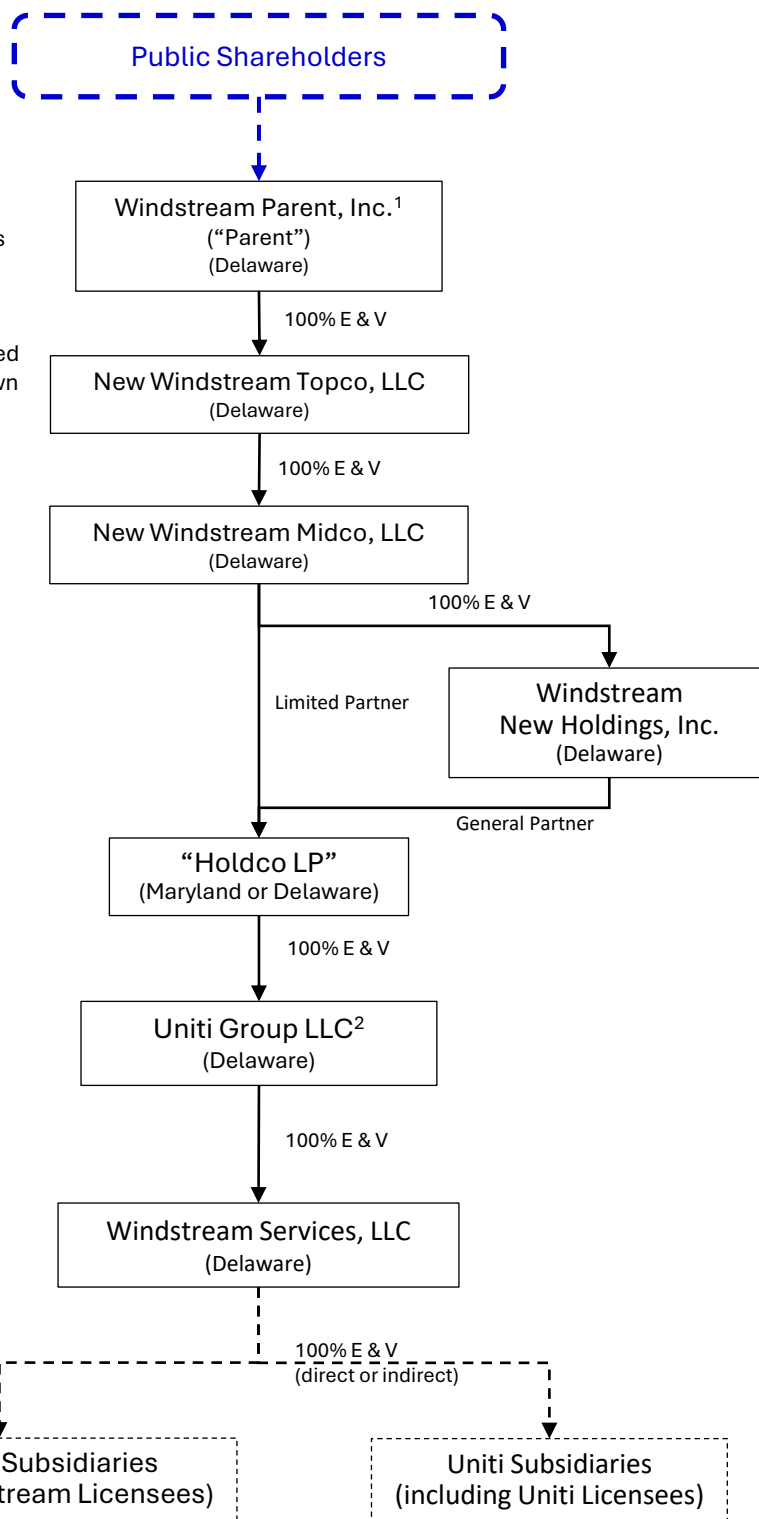 Public Shareholders
Windstream Parent, Inc.¹
(“Parent”)
(Delaware)
100% E & V
New Windstream Topco, LLC
(Delaware)
100% E & V
New Windstream Midco, LLC
(Delaware)
100% E & V
Limited Partner
Windstream
New Holdings, Inc.
(Delaware)
General Partner
“Holdco LP”
(Maryland or Delaware)
100% E & V
Uniti Group LLC²
(Delaware)
100% E & V
Windstream Services, LLC
(Delaware)
100% E & V
(direct or indirect)
Subsidiaries
Licensees)
Uniti Subsidiaries
(including Uniti Licensees)